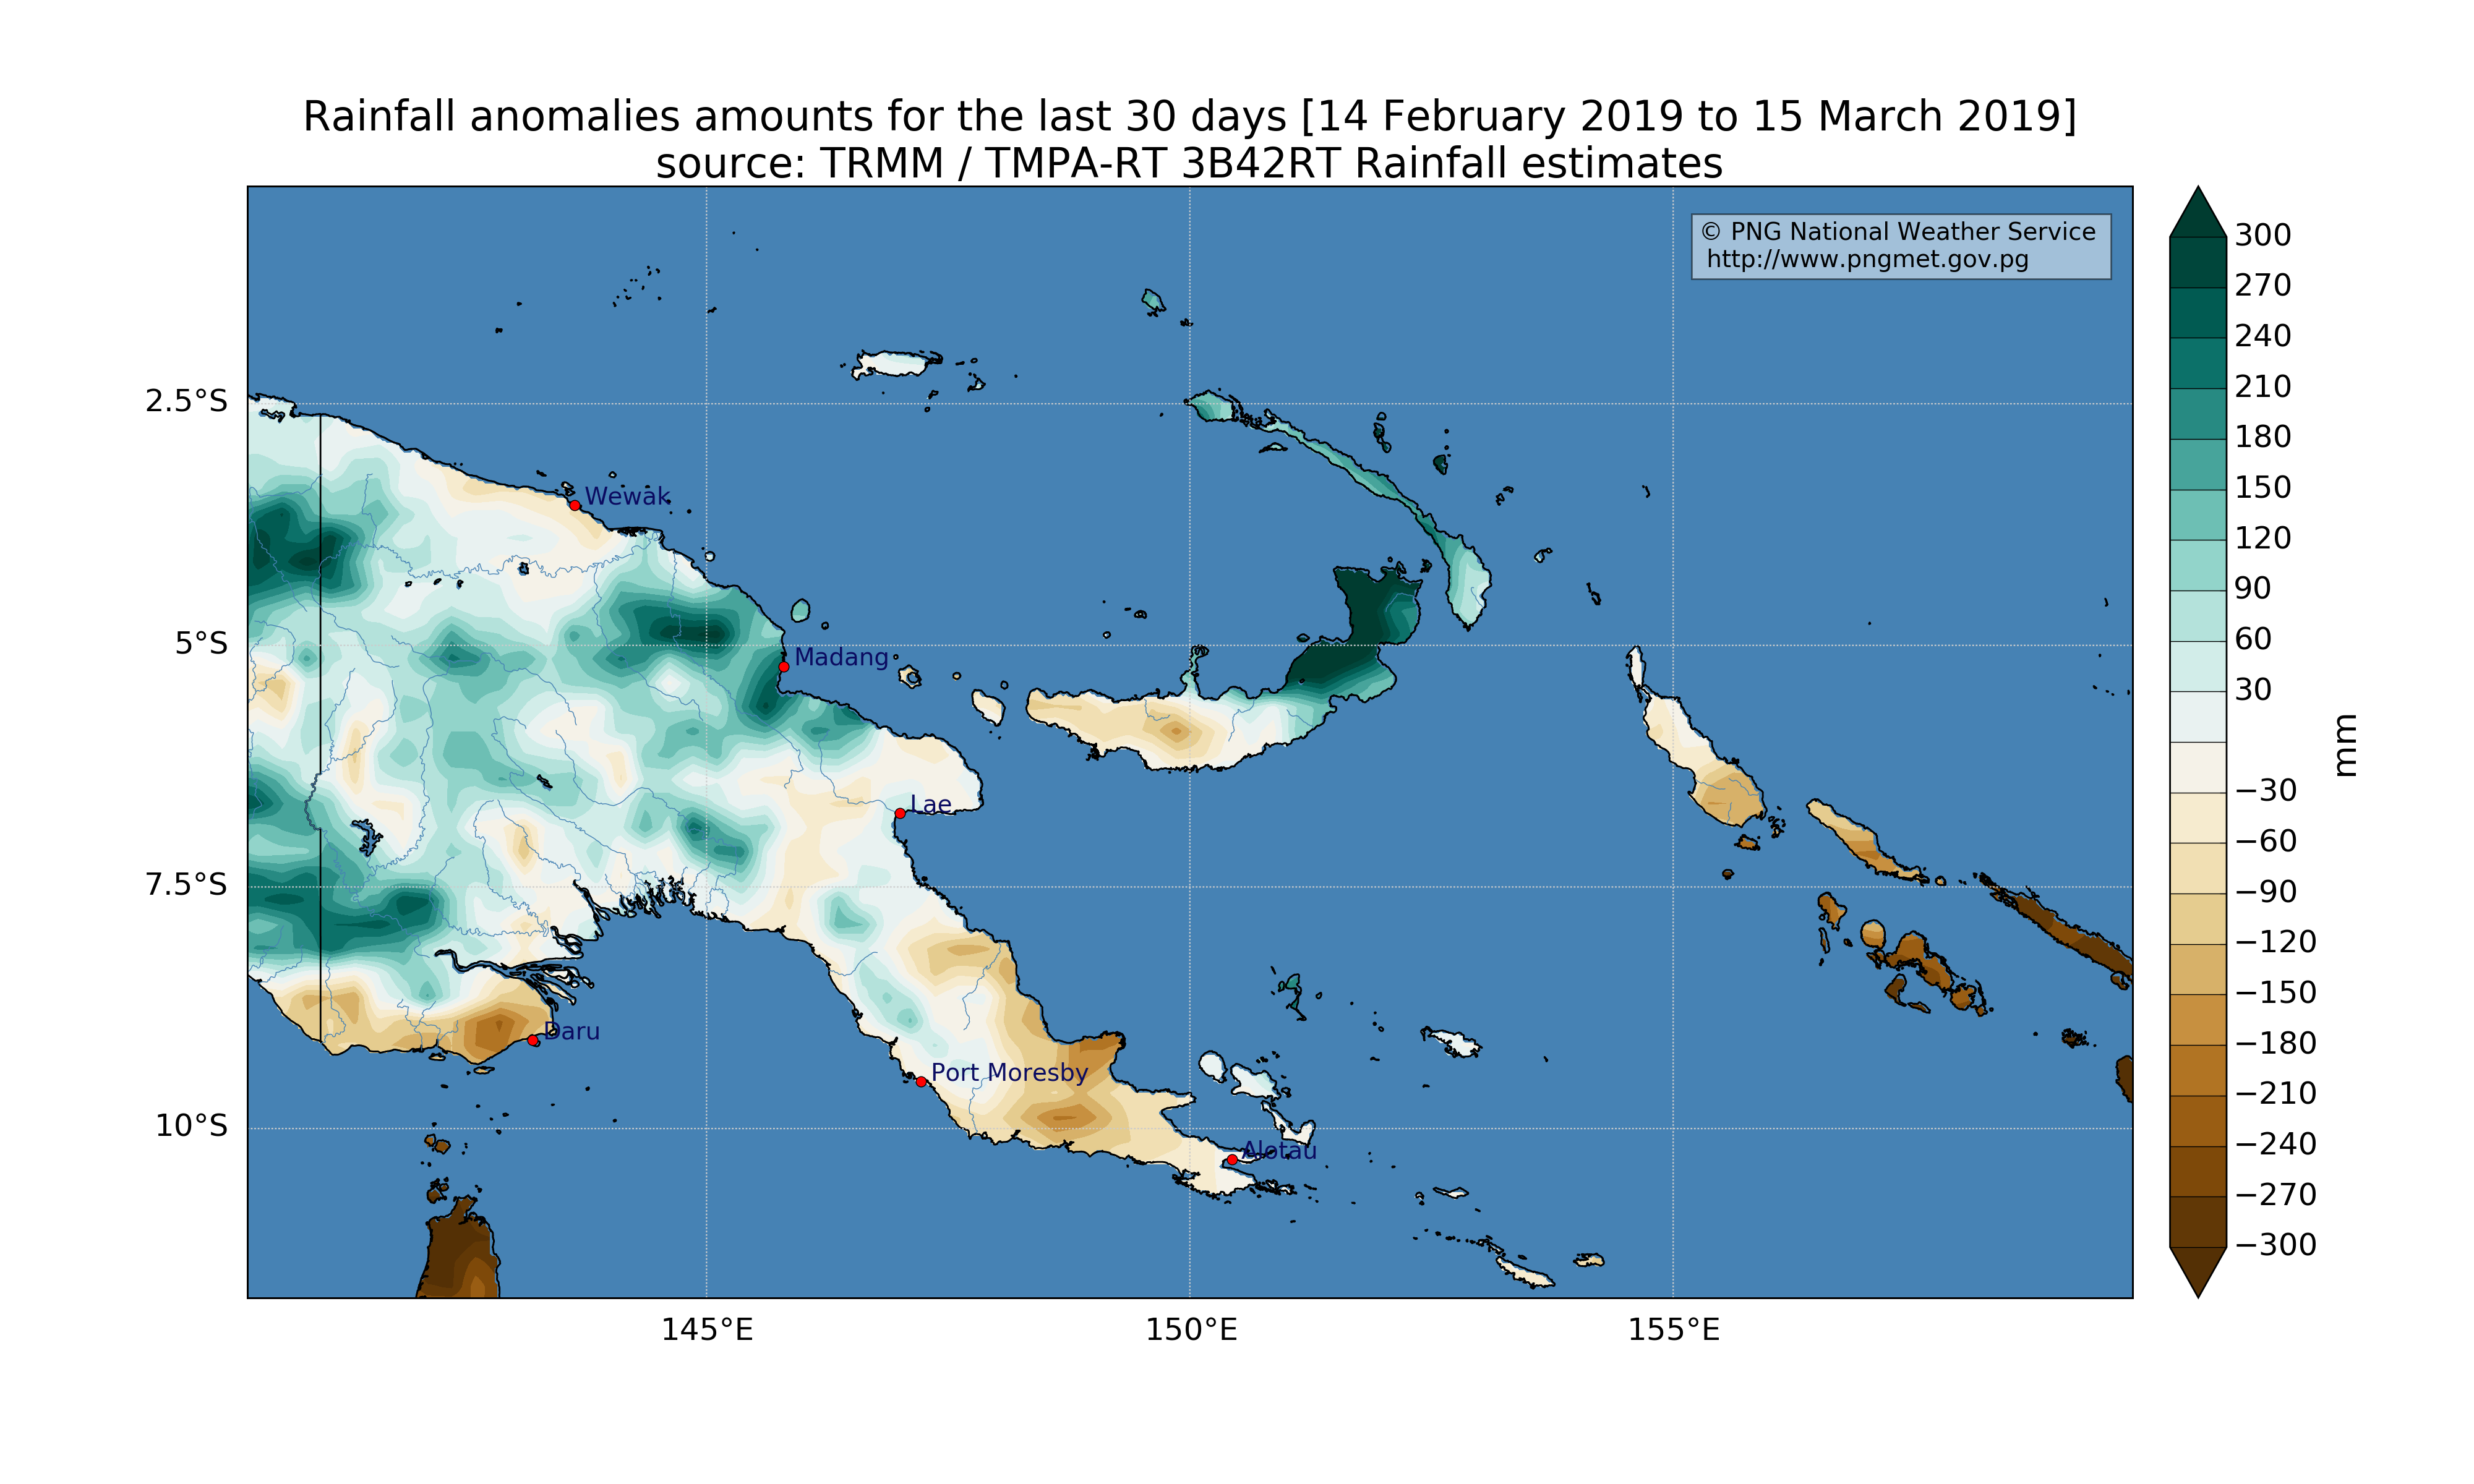 Rainfall anomalies amounts for the last 30 days [14 February 2019 to 15 March 2019]
source: TRMM / TMPA-RT 3B42RT Rainfall estimates
© PNG National Weather Service
http://www.pngmet.gov.pg
2.5°S
5°S
7.5°S
10°S
Wewak
Madang
Lae
Daru
Port Moresby
Alotau
145°E
150°E
155°E
300
270
240
210
180
150
120
90
60
30
−30
−60
−90
−120
−150
−180
−210
−240
−270
−300
mm